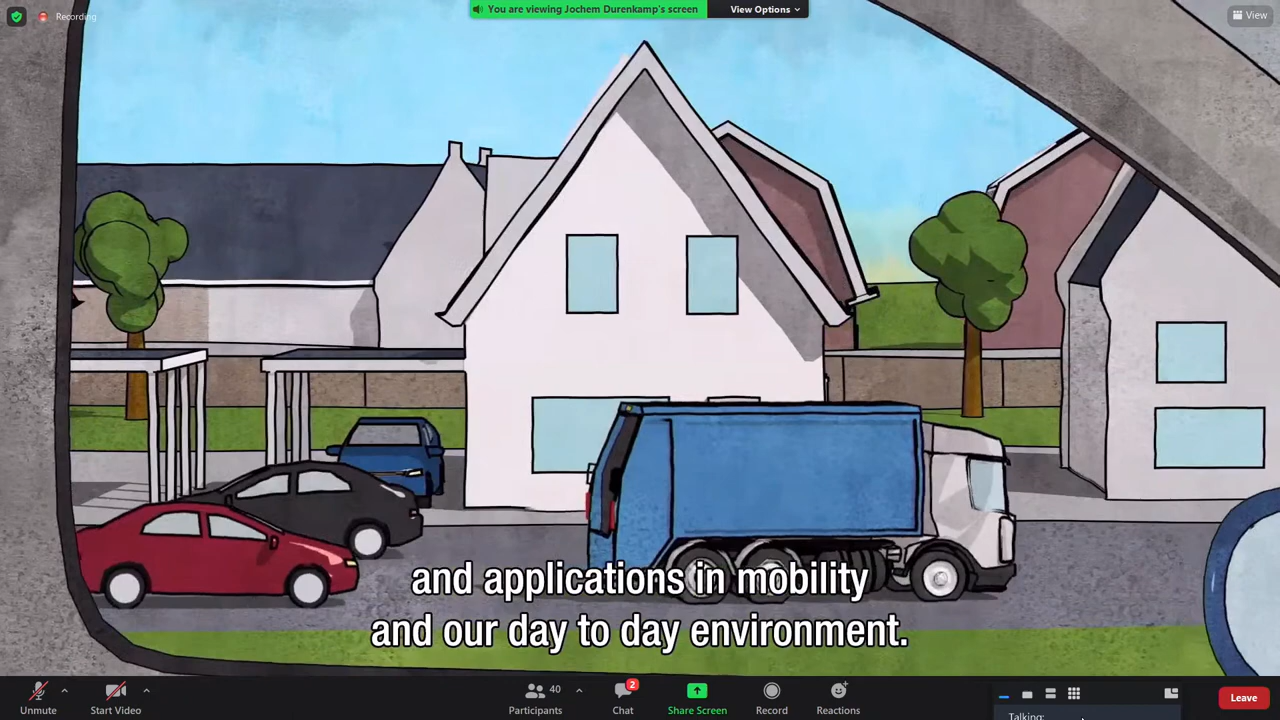 Recording
You are viewing Jochem Durenkamp's screen
View Options
View
and applications in mobility
and our day to day environment.
Unmute
Start Video
40
Participants
2
Chat
Share Screen
Record
Reactions
Talking:
Leave